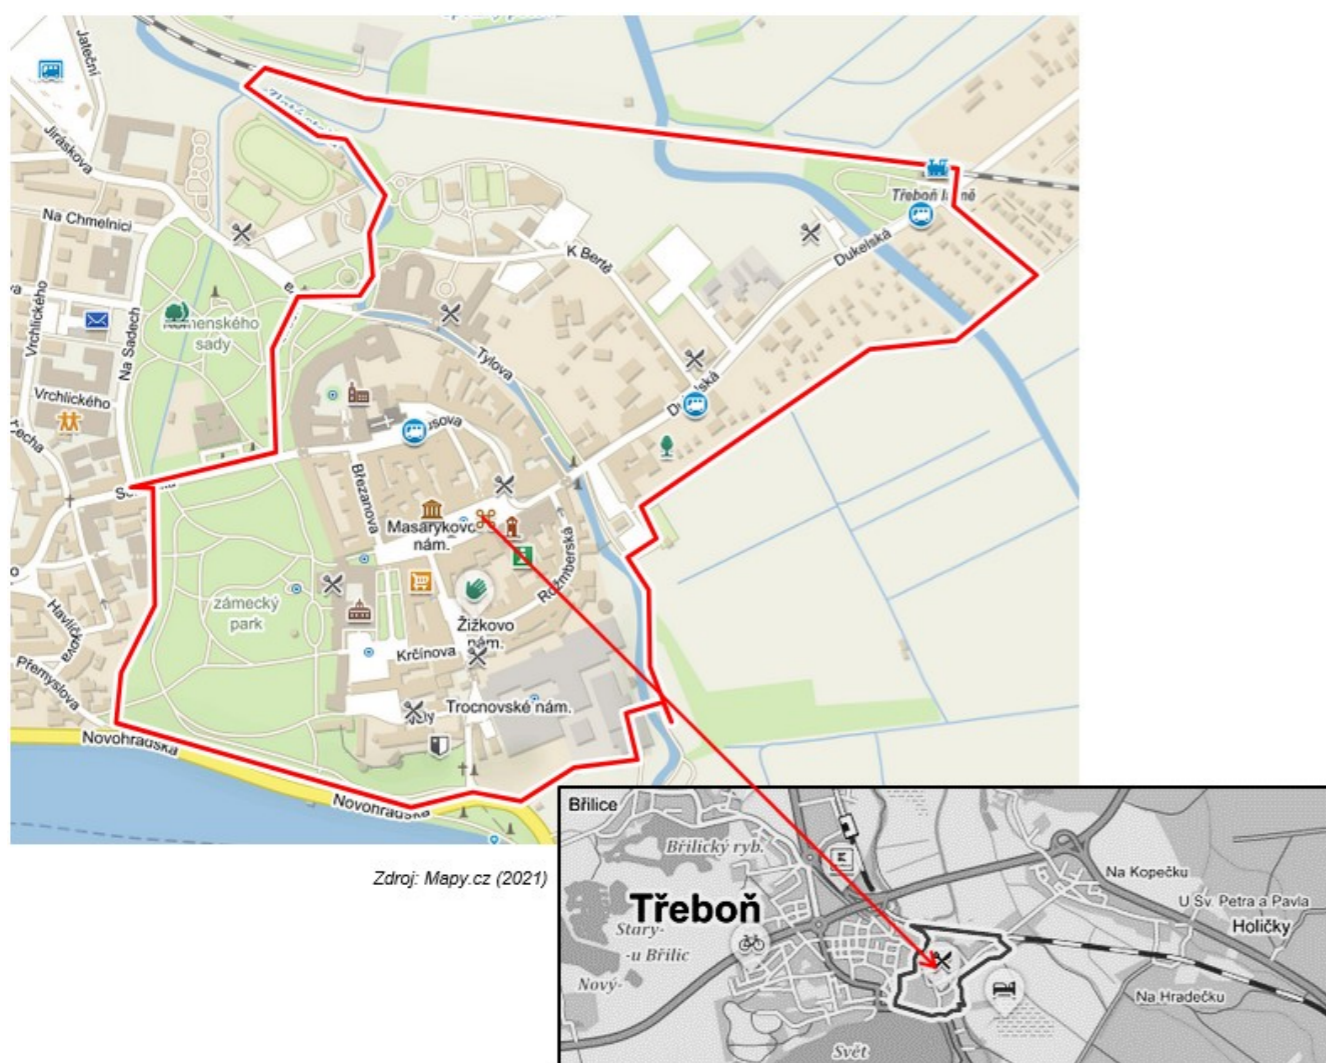 Jateční
Jiráskova
Na Chmelnici
Vrchlického
Na Sadech
Komenského
sady
Vrchlického
K Bertě
Dukelská
Třeboň
Tylova
Dukelská
Březanova
Masarykovo
nám.
Rožmberská
zámecký
park
Žižkovo
nám.
Krčínova
Havlíčkova
Přemyslova
Trocnovské nám.
Novohradská
Novohradská
Zdroj: Mapy.cz (2021)
Břilice
Břilický ryb.
Na Kopečku
U Sv. Petra a Pavla
Třeboň
Holičky
Starý-
-u Břilic
Nový-
Na Hradečku
Svět